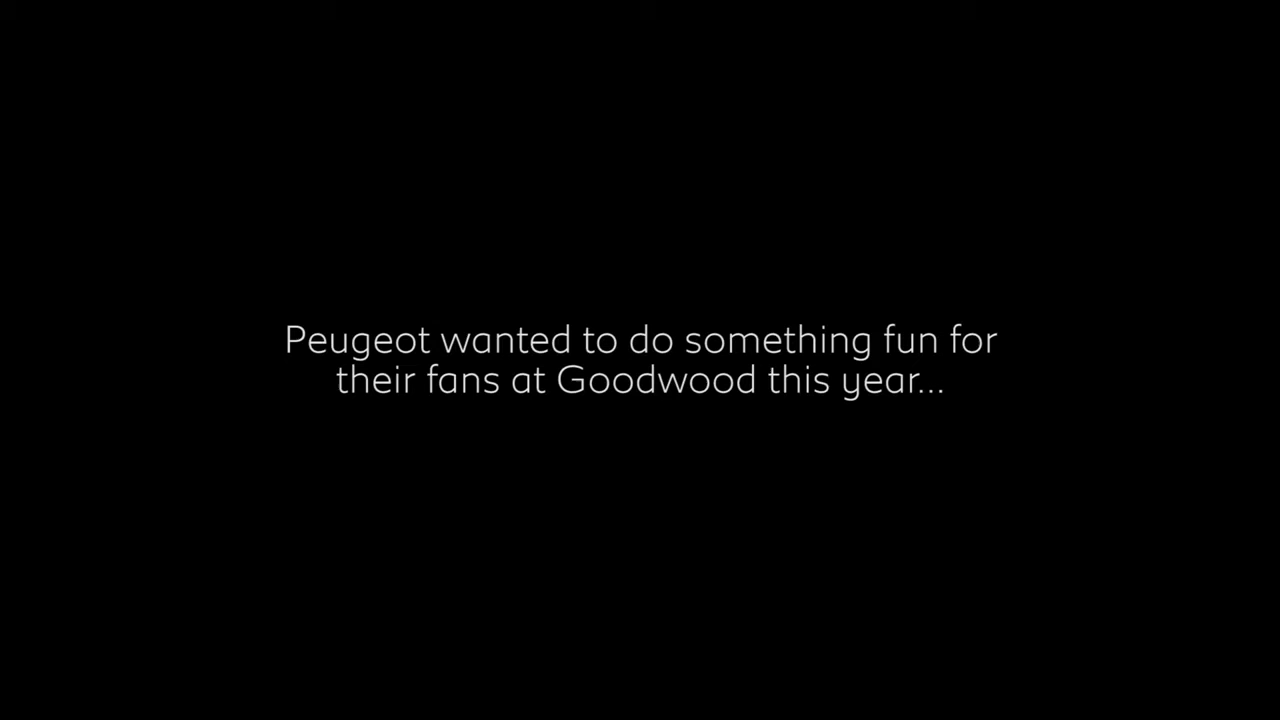 Peugeot wanted to do something fun for
their fans at Goodwood this year...